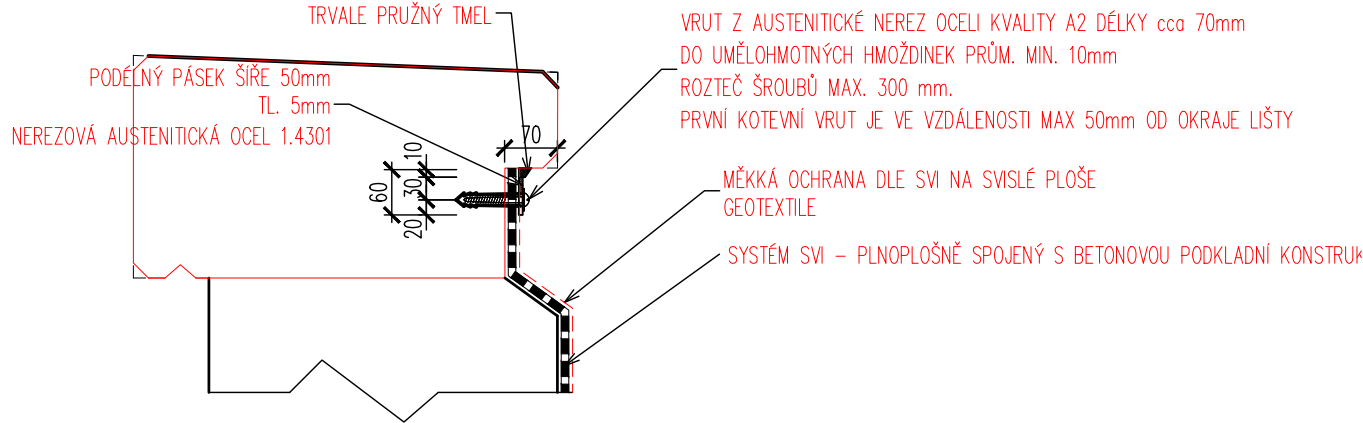 TRVALE PRUŽNÝ TMEL
VRUT Z AUSTENITICKÉ NEREZ OCELI KVALITY A2 DÉLKY cca 70mm
DO UMĚLOHMOTNÝCH HMOŽDINEK PRŮM. MIN. 10mm
ROZTEČ ŠROUBŮ MAX. 300 mm.
PRVNÍ KOTEVNÍ VRUT JE VE VZDÁLENOSTI MAX 50mm OD OKRAJE LIŠTY
PODÉLNÝ PÁSEK ŠÍŘE 50mm
TL. 5mm
NEREZOVÁ AUSTENITICKÁ OCEL 1.4301
70
10
60
30
20
MĚKKÁ OCHRANA DLE SVI NA SVISLÉ PLOŠE
GEOTEXTILE
SYSTÉM SVI – PLNOPLOŠNĚ SPOJENÝ S BETONOVOU PODKLADNÍ KONSTRUK